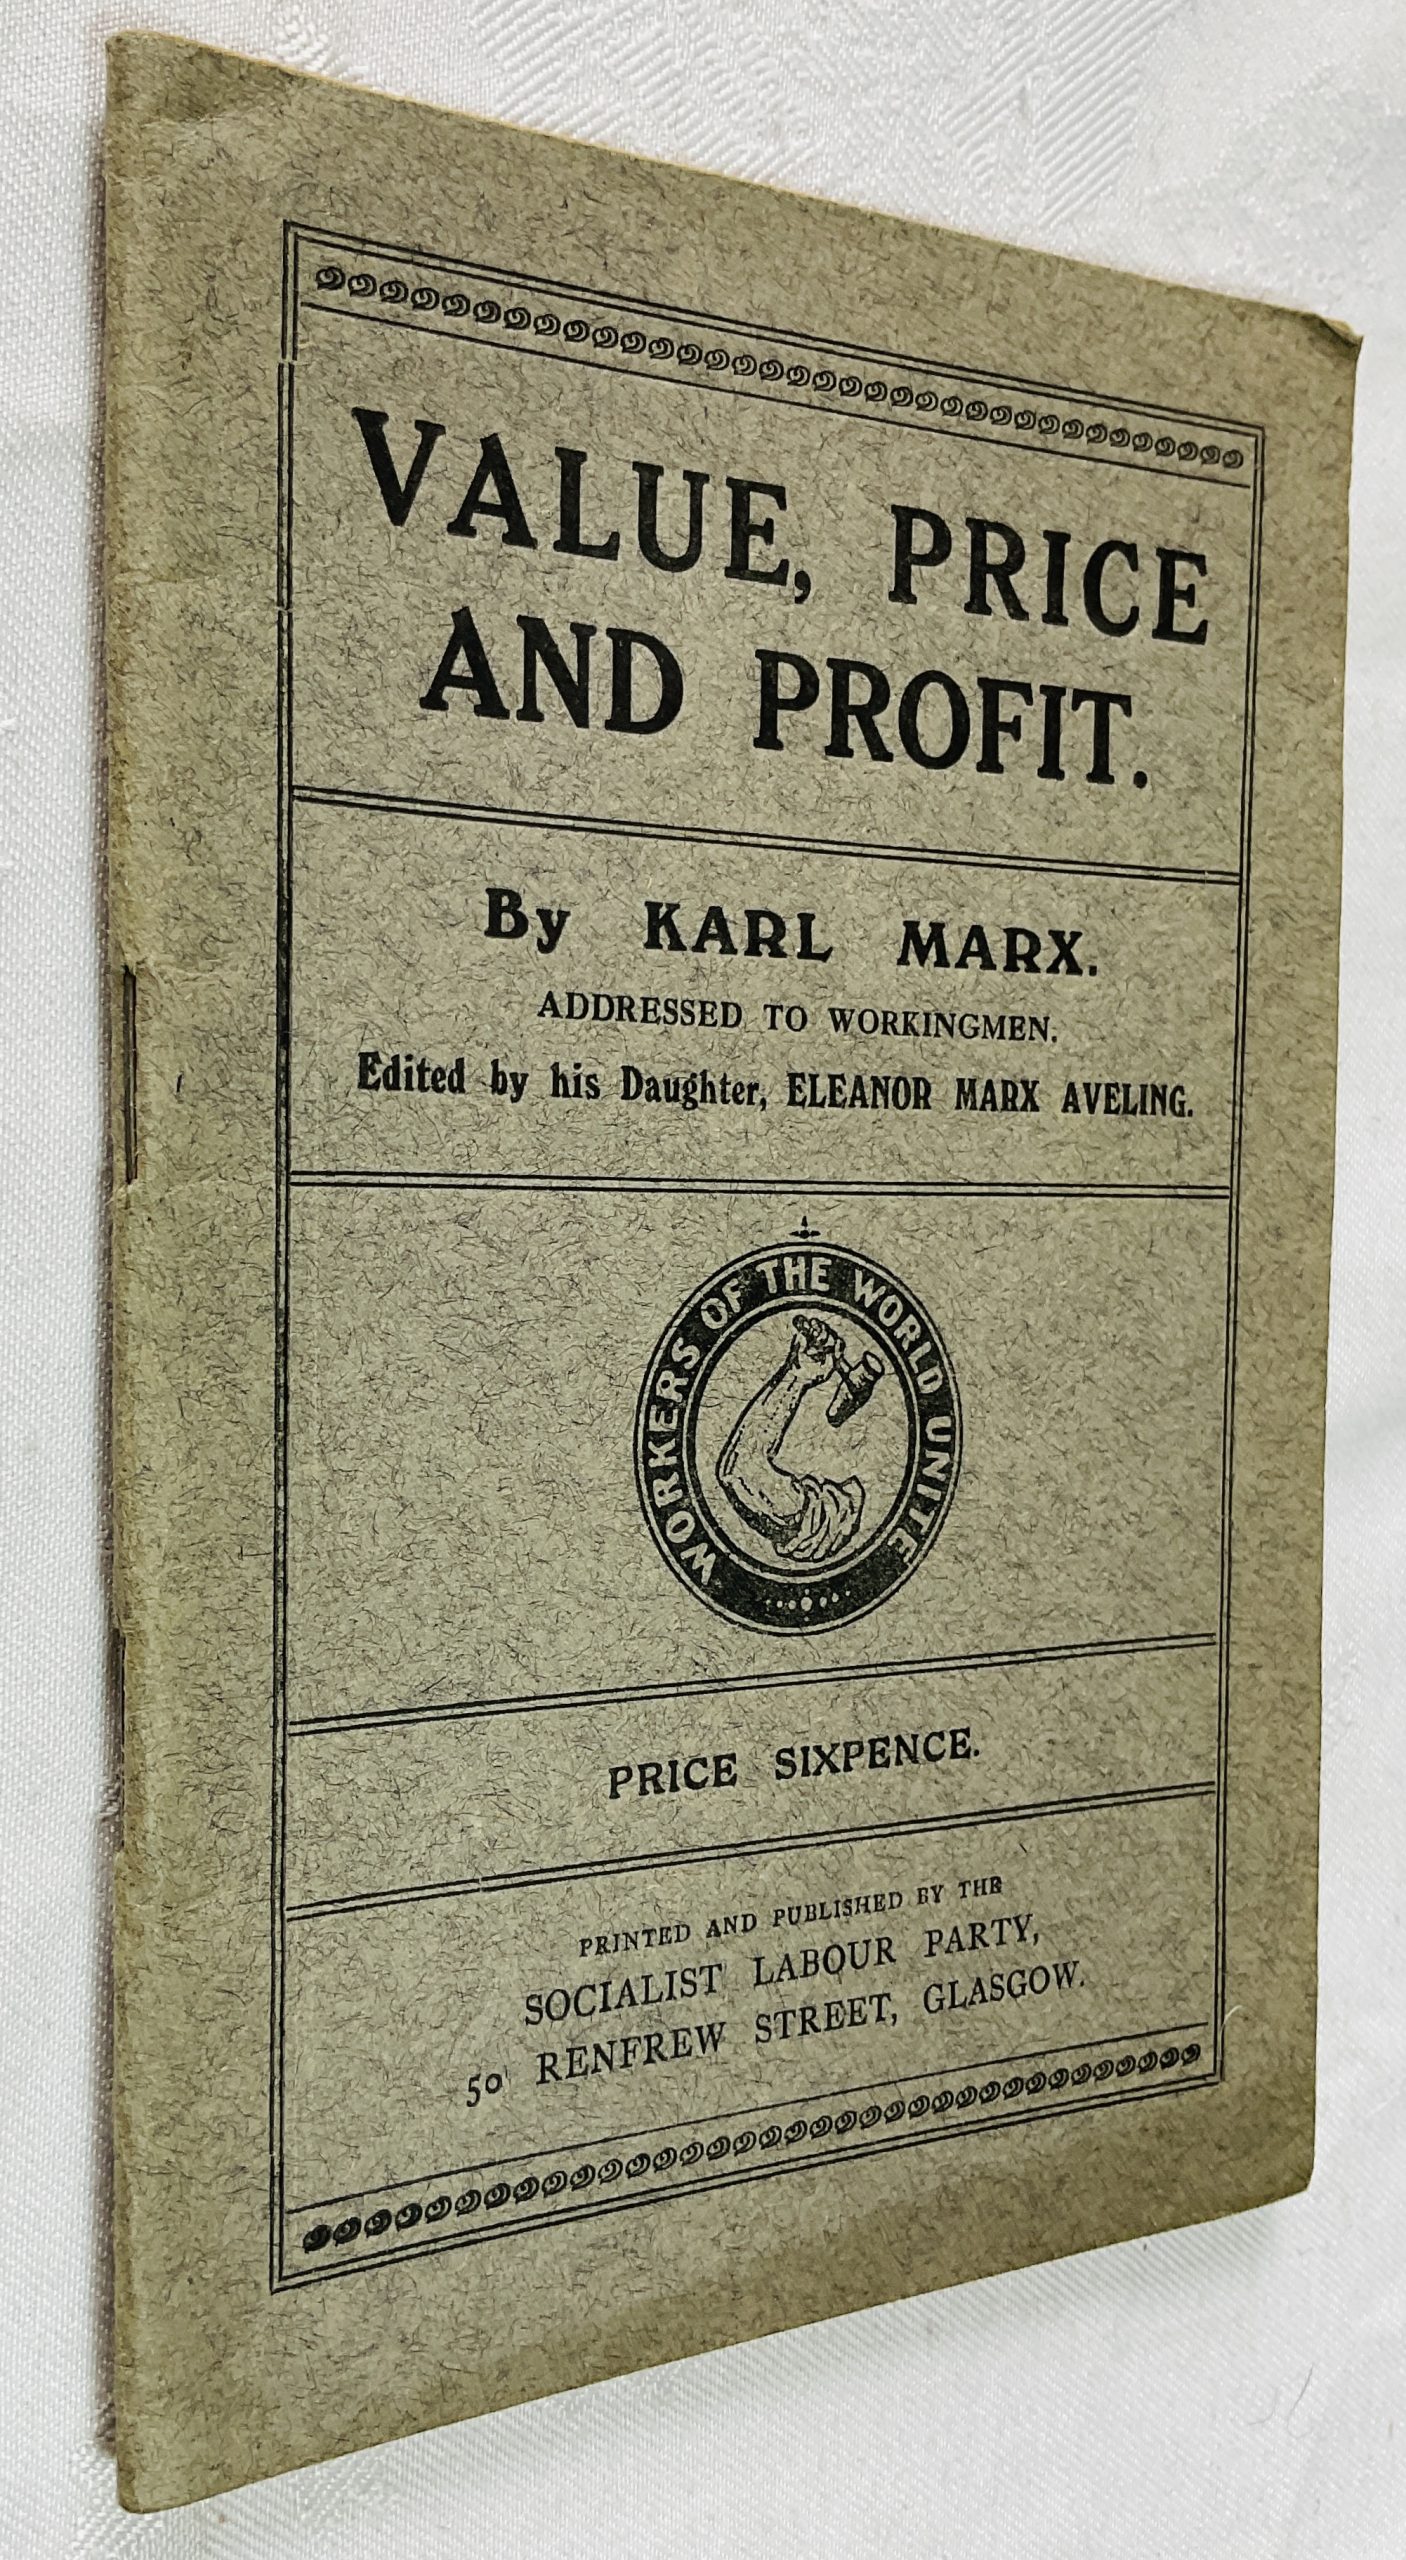 VALUE, PRICE
AND PROFIT.
By KARL MARX.
ADDRESSED TO WORKINGMEN.
Edited by his Daughter, ELEANOR MARX AVELING.
WORKERS OF THE WORLD UNITE
PRICE SIXPENCE.
PRINTED AND PUBLISHED BY THE
SOCIALIST LABOUR PARTY,
50 RENFREW STREET, GLASGOW.